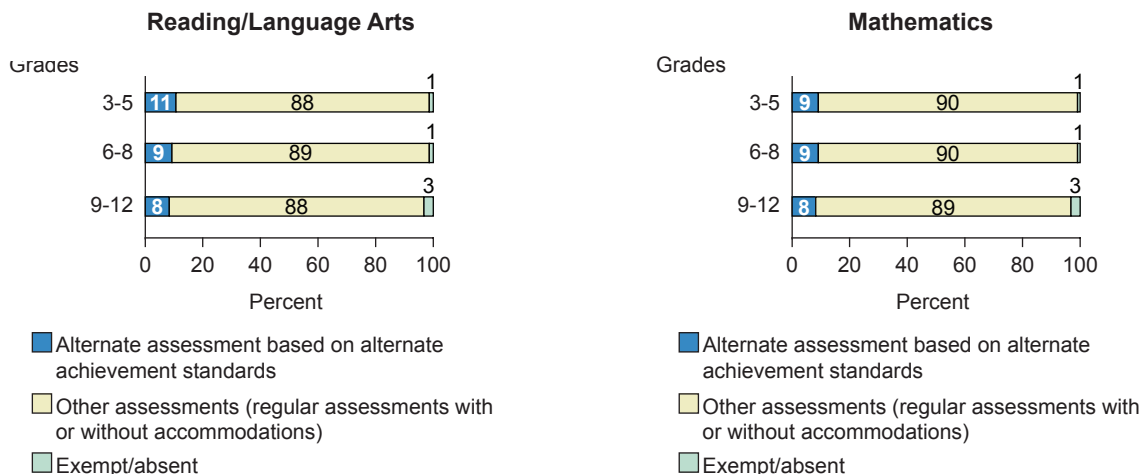 Reading/Language Arts
Grades
1
3-5 11 88
1
6-8 9 89
3
9-12 8 88
0 20 40 60 80 100
Percent
Alternate assessment based on alternate
achievement standards
Other assessments (regular assessments with
or without accommodations)
Exempt/absent
Mathematics
Grades
1
3-5 9 90
1
6-8 9 90
3
9-12 8 89
0 20 40 60 80 100
Percent
Alternate assessment based on alternate
achievement standards
Other assessments (regular assessments with
or without accommodations)
Exempt/absent